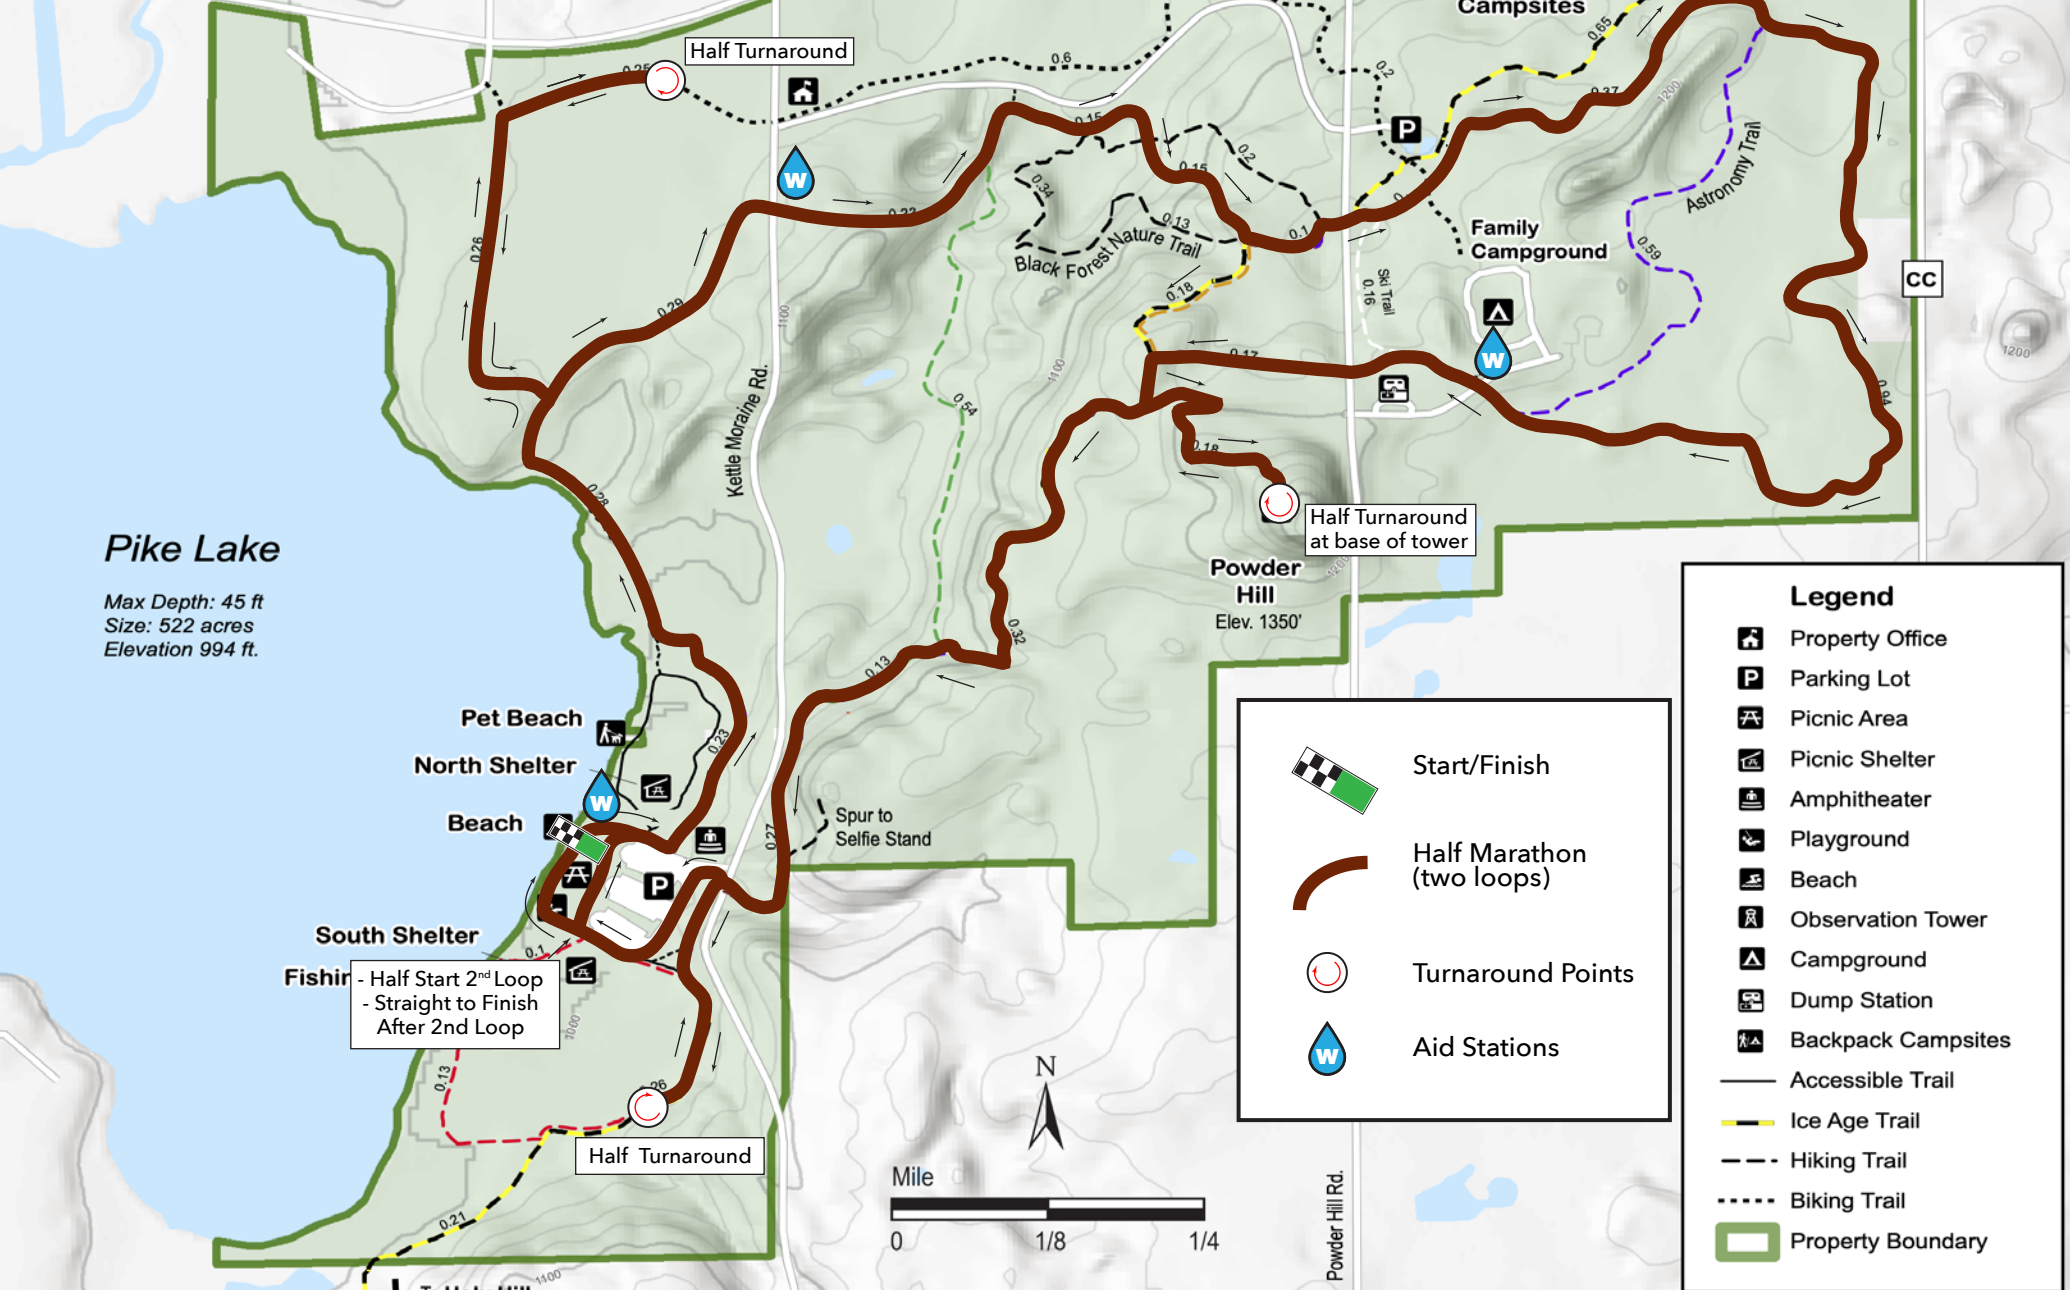 Campsites
0.65
Half Turnaround
0.25
0.6
0.2
P
0.37
1200
W
0.15
0.2
0.15
0.34
0.13
0.22
0.1
Black Forest Nature Trail
Astronomy Trail
Family
Campground
0.59
CC
0.26
0.18
Ski Trail
0.16
0.29
1100
1100
0.17
W
1200
0.94
Kettle Moraine Rd.
0.54
0.18
0.28
Half Turnaround
at base of tower
Pike Lake
Max Depth: 45 ft
Size: 522 acres
Elevation 994 ft.
Powder
Hill
Elev. 1350'
1200
0.32
0.13
Pet Beach
0.23
North Shelter
W
Beach
0.27
Spur to
Selfie Stand
P
South Shelter
0.1
Fishin
- Half Start 2nd Loop
- Straight to Finish
After 2nd Loop
1000
0.13
0.26
Half Turnaround
0.21
1100
N
Mile
0 1/8 1/4
Powder Hill Rd.
Start/Finish
Half Marathon
(two loops)
Turnaround Points
W Aid Stations
Legend
Property Office
P Parking Lot
Picnic Area
Picnic Shelter
Amphitheater
Playground
Beach
Observation Tower
Campground
Dump Station
Backpack Campsites
Accessible Trail
Ice Age Trail
Hiking Trail
Biking Trail
Property Boundary